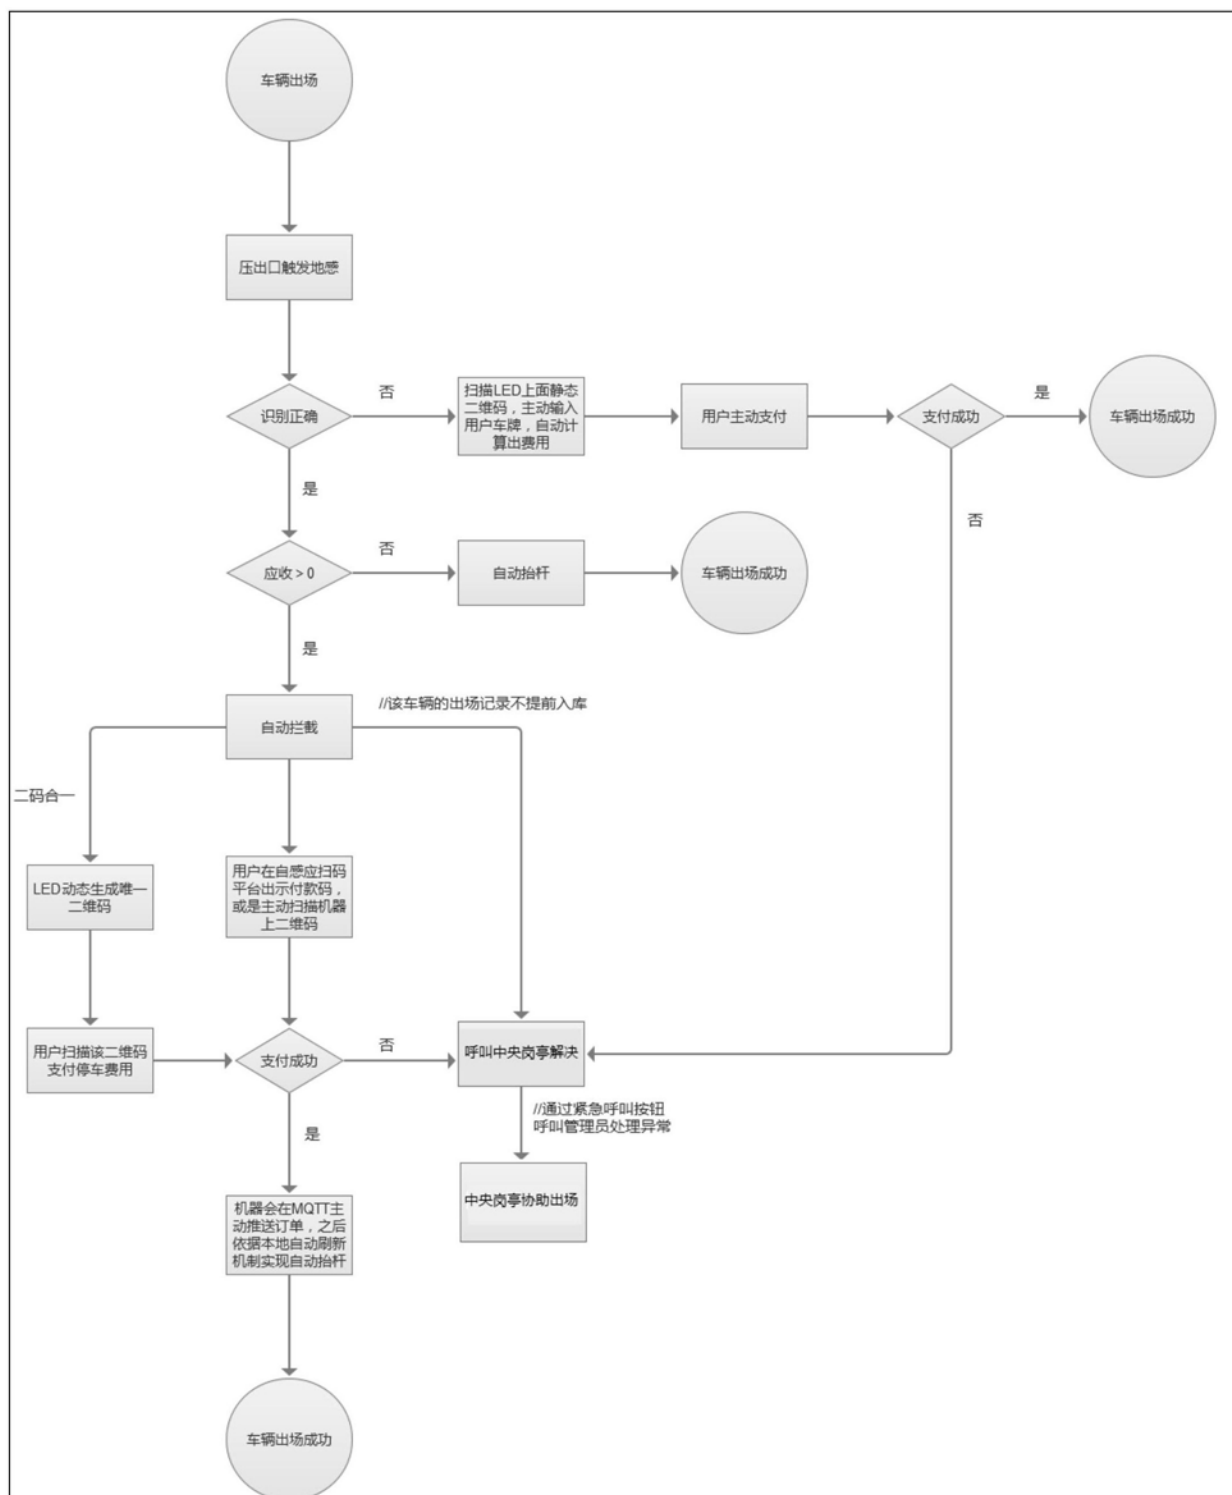 车辆出场
压出口触发地感
识别正确
否
扫描LED上面静态
二维码，主动输入
用户车牌，自动计
算出费用
用户主动支付
支付成功
是
车辆出场成功
是
否
应收＞0
否
自动抬杆
车辆出场成功
是
//该车辆的出场记录不提前入库
自动拦截
二码合一
LED动态生成唯一
二维码
用户在自感应扫码
平台出示付款码，
或是主动扫描机器
上二维码
用户扫描该二维码
支付停车费用
支付成功
否
呼叫中央岗亭解决
//通过紧急呼叫按钮
呼叫管理员处理异常
是
中央岗亭协助出场
机器会在MQTT主
动推送订单，之后
依据本地自动刷新
机制实现自动抬杆
车辆出场成功